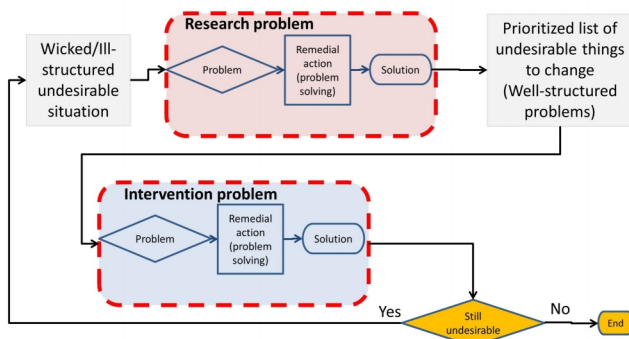 Research problem
Wicked/Ill-
structured
undesirable
situation
Problem
Remedial
action
(problem
solving)
Solution
Prioritized list of
undesirable things
to change
(Well-structured
problems)
Intervention problem
Problem
Remedial
action
(problem
solving)
Solution
Yes
Still
undesirable
No
End